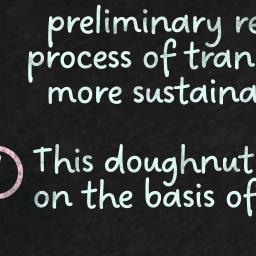 preliminary re
process of tran
more sustaina
This doughnut
on the basis of